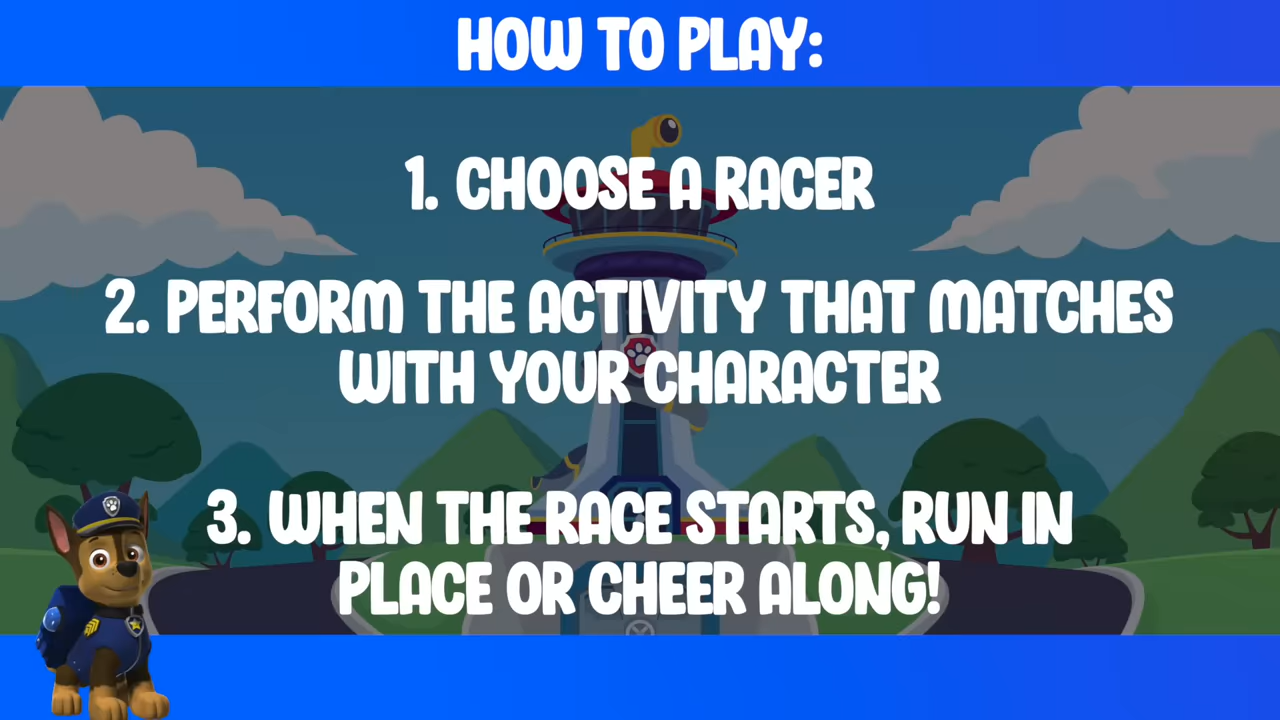 HOW TO PLAY:
1. CHOOSE A RACER
2. PERFORM THE ACTIVITY THAT MATCHES
WITH YOUR CHARACTER
3. WHEN THE RACE STARTS, RUN IN
PLACE OR CHEER ALONG!